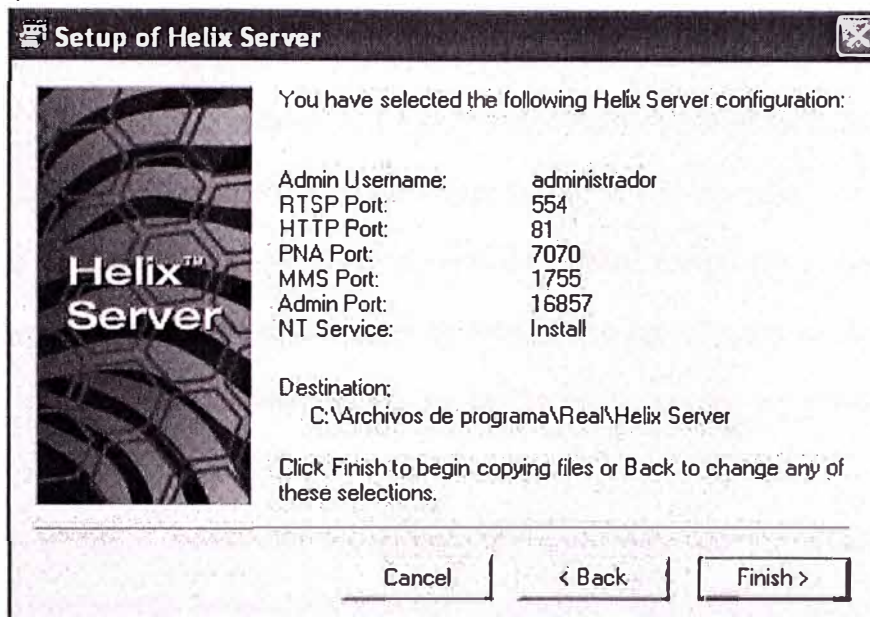 Setup of Helix Server
You have selected the following Helix Server configuration:
Admin Username: administrador
RTSP Port: 554
HTTP Port: 81
PNA Port: 7070
MMS Port: 1755
Admin Port: 16857
NT Service: Install
Helix™
Server
Destination:
C:\Archivos de programa\Real\Helix Server
Click Finish to begin copying files or Back to change any of
these selections.
Cancel < Back Finish >